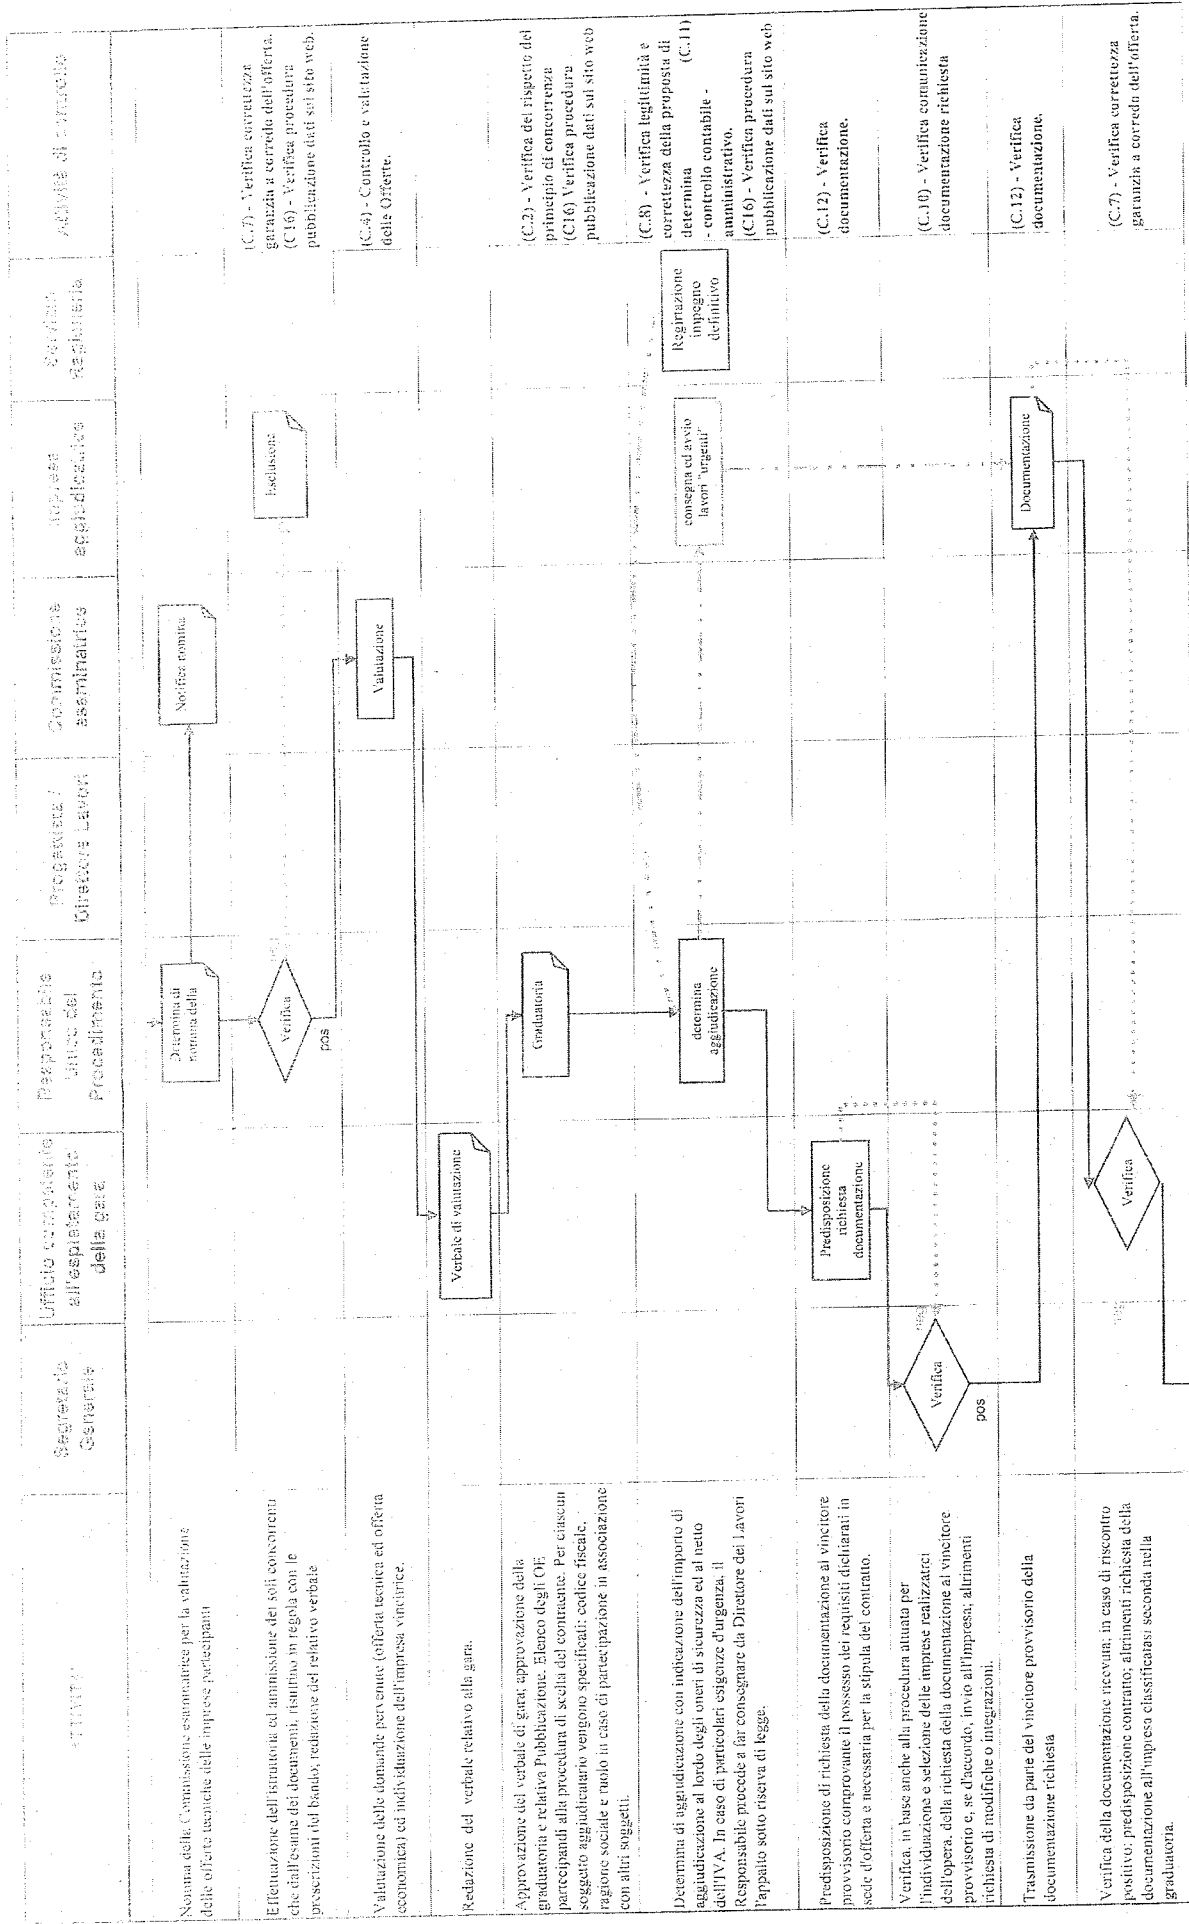 ATTIVITA'
Segretario
Generale
Ufficio competente
all'espletamento
della gara
Responsabile
Unico del
Procedimento
Progettista /
Direttore Lavori
Commissione
esaminatrice
Impresa
aggiudicatrice
Servizio
Ragioneria
Attività di controllo
Nomina della Commissione esaminatrice per la valutazione
delle offerte tecniche delle imprese partecipanti
Determina di
nomina della
Notifica nomina
Effettuazione dell'istruttoria ed ammissione dei soli concorrenti
che dall'esame dei documenti, risultino in regola con le
prescrizioni del bando; redazione del relativo verbale
Verifica
pos
Esclusione
(C.7) - Verifica correttezza
garanzia a corredo dell'offerta.
(C16) - Verifica procedura
pubblicazione dati sul sito web.
Valutazione delle domande pervenute (offerta tecnica ed offerta
economica) ed individuazione dell'impresa vincitrice.
Valutazione
(C.4) - Controllo e valutazione
delle Offerte.
Redazione del verbale relativo alla gara.
Verbale di valutazione
Approvazione del verbale di gara; approvazione della
graduatoria e relativa Pubblicazione. Elenco degli OE
partecipandi alla procedura di scelta del contraente. Per ciascun
soggetto aggiudicatario vengono specificati: codice fiscale,
ragione sociale e ruolo in caso di partecipazione in associazione
con altri soggetti.
Graduatoria
(C.2) - Verifica del rispetto del
principio di concorrenza
(C16) Verifica procedura
pubblicazione dati sul sito web
Determina di aggiudicazione con indicazione dell'importo di
aggiudicazione al lordo degli oneri di sicurezza ed al netto
dell'IVA. In caso di particolari esigenze d'urgenza, il
Responsabile procede a far consegnare da Direttore dei Lavori
l'appalto sotto riserva di legge.
determina
aggiudicazione
consegna ed avvio
lavori "urgenti"
Regirtazione
impegno
definitivo
(C.8) - Verifica legittimità e
correttezza della proposta di
determina (C.11)
- controllo contabile -
amministrativo.
(C16) - Verifica procedura
pubblicazione dati sul sito web
Predisposizione di richiesta della documentazione al vincitore
provvisorio comprovante il possesso dei requisiti dichiarati in
sede d'offerta e necessaria per la stipula del contratto.
Predisposizione
richiesta
documentazione
(C.12) - Verifica
documentazione.
Verifica, in base anche alla procedura attuata per
l'individuazione e selezione delle imprese realizzatrici
dell'opera, della richiesta della documentazione al vincitore
provvisorio e, se d'accordo, invio all'impresa; altrimenti
richiesta di modifiche o integrazioni.
Verifica
pos
neg
(C.10) - Verifica comunicazione
documentazione richiesta
Trasmissione da parte del vincitore provvisorio della
documentazione richiesta
Documentazione
(C.12) - Verifica
documentazione.
Verifica della documentazione ricevuta; in caso di riscontro
positivo: predisposizione contratto; altrimenti richiesta della
documentazione all'impresa classificatasi seconda nella
graduatoria.
Verifica
neg
(C.7) - Verifica correttezza
garanzia a corredo dell'offerta.